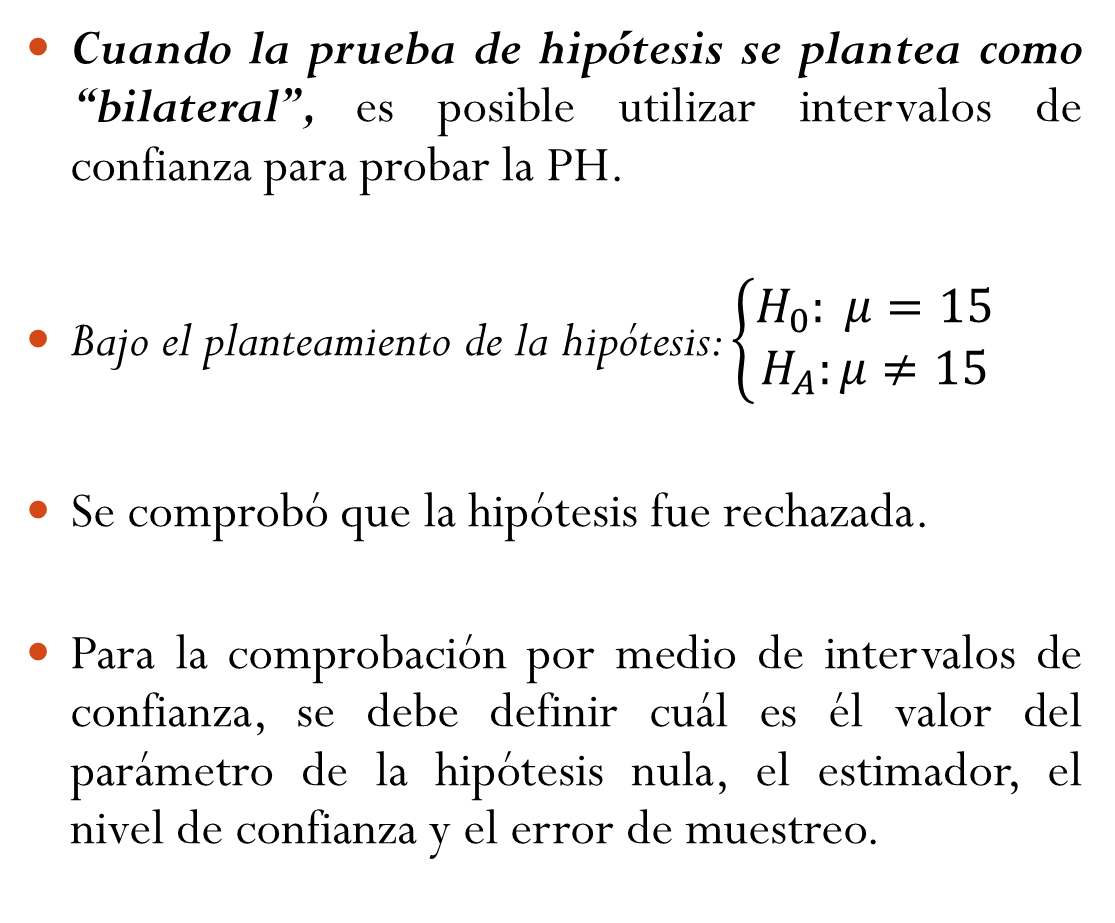 • Cuando la prueba de hipótesis se plantea como
“bilateral”, es posible utilizar intervalos de
confianza para probar la PH.
• Bajo el planteamiento de la hipótesis: {H₀: μ = 15
H_A: μ ≠ 15
• Se comprobó que la hipótesis fue rechazada.
• Para la comprobación por medio de intervalos de
confianza, se debe definir cuál es él valor del
parámetro de la hipótesis nula, el estimador, el
nivel de confianza y el error de muestreo.